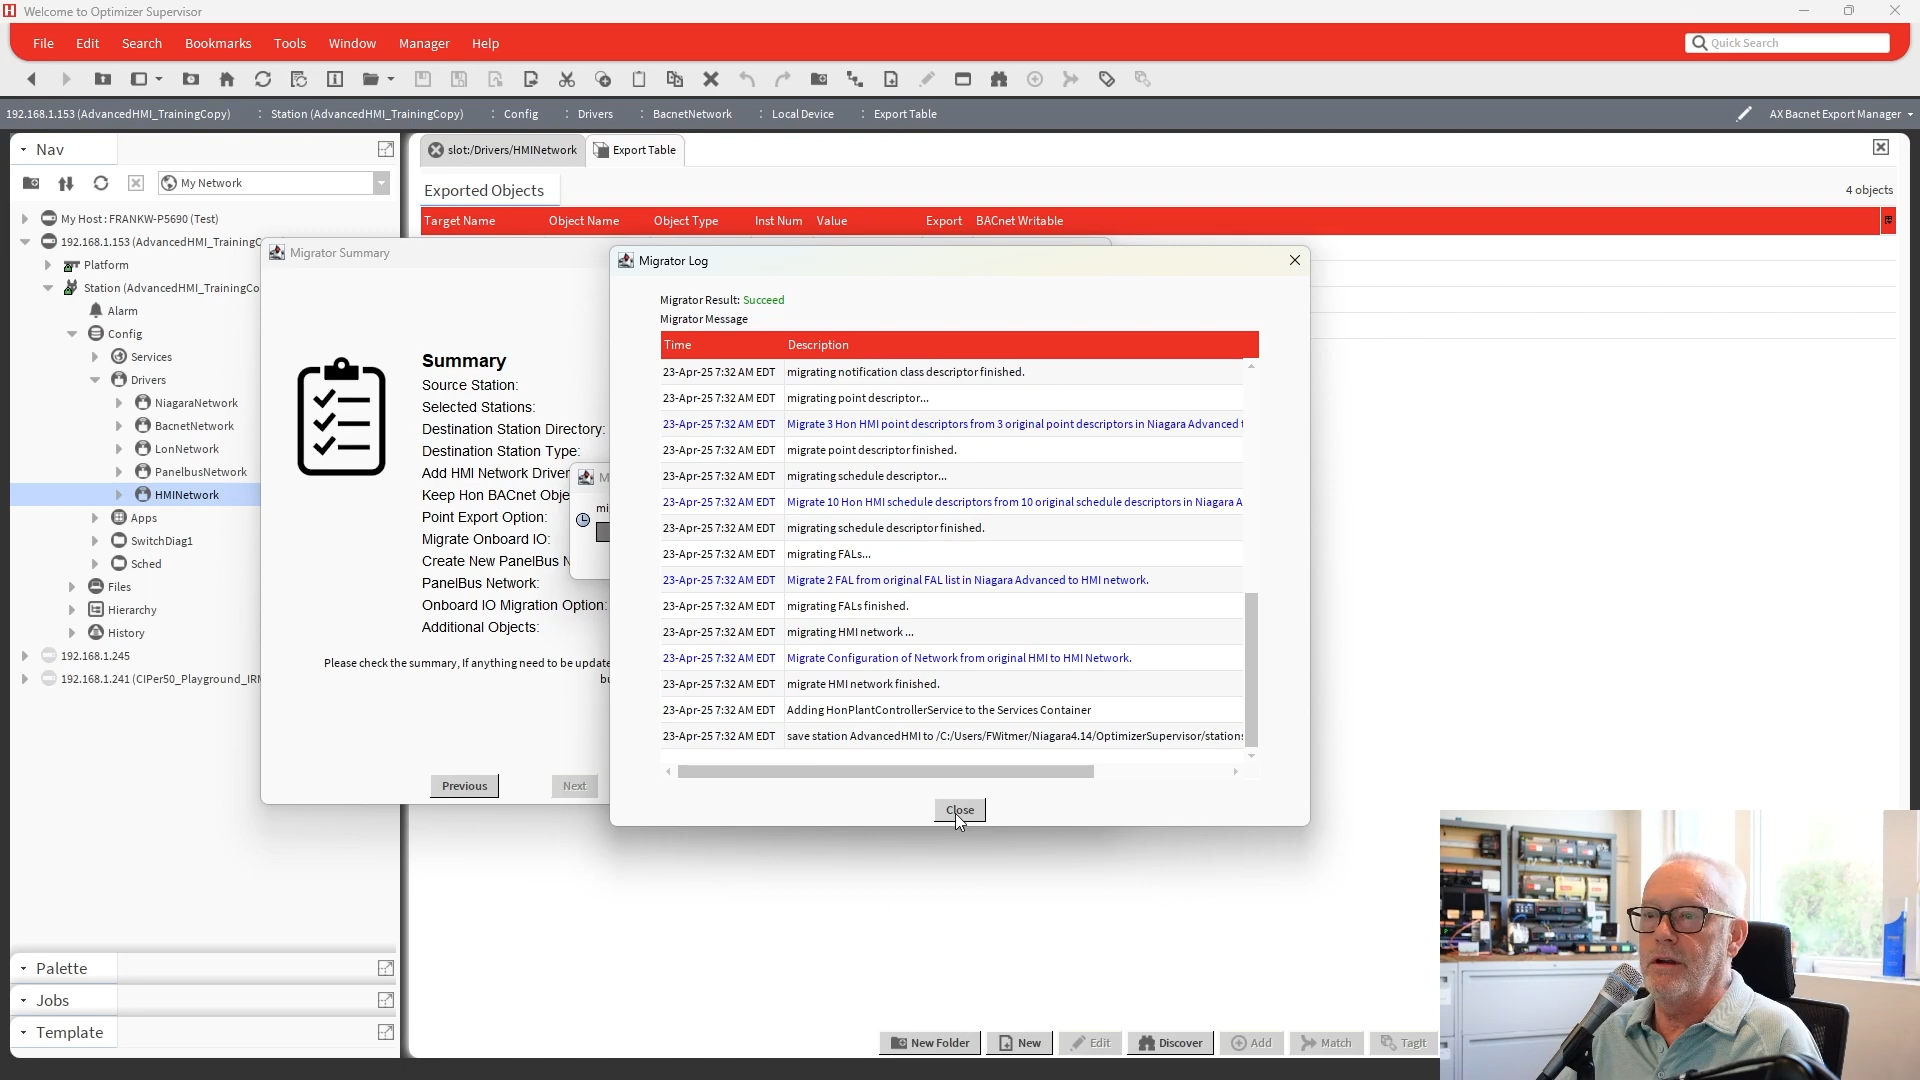 Welcome to Optimizer Supervisor
File Edit Search Bookmarks Tools Window Manager Help
Quick Search
192.168.1.153 (AdvancedHMI_TrainingCopy) : Station (AdvancedHMI_TrainingCopy) : Config : Drivers : BacnetNetwork : Local Device : Export Table
AX Bacnet Export Manager
Nav
My Network
My Host : FRANKW-P5690 (Test)
192.168.1.153 (AdvancedHMI_TrainingC
Platform
Station (AdvancedHMI_TrainingCo
Alarm
Config
Services
Drivers
NiagaraNetwork
BacnetNetwork
LonNetwork
PanelbusNetwork
HMINetwork
Apps
SwitchDiag1
Sched
Files
Hierarchy
History
192.168.1.245
192.168.1.241 (CIPer50_Playground_IRM
Palette
Jobs
Template
slot:/Drivers/HMINetwork
Export Table
Exported Objects
4 objects
Target Name Object Name Object Type Inst Num Value Export BACnet Writable
Migrator Summary
Summary
Source Station:
Selected Stations:
Destination Station Directory:
Destination Station Type:
Add HMI Network Driver
Keep Hon BACnet Obje
Point Export Option:
Migrate Onboard IO:
Create New PanelBus N
PanelBus Network:
Onboard IO Migration Option:
Additional Objects:
Please check the summary, If anything need to be update
bu
Previous
Next
M
mi
Migrator Log
Migrator Result: Succeed
Migrator Message
Time Description
23-Apr-25 7:32 AM EDT migrating notification class descriptor finished.
23-Apr-25 7:32 AM EDT migrating point descriptor...
23-Apr-25 7:32 AM EDT Migrate 3 Hon HMI point descriptors from 3 original point descriptors in Niagara Advanced t
23-Apr-25 7:32 AM EDT migrate point descriptor finished.
23-Apr-25 7:32 AM EDT migrating schedule descriptor...
23-Apr-25 7:32 AM EDT Migrate 10 Hon HMI schedule descriptors from 10 original schedule descriptors in Niagara A
23-Apr-25 7:32 AM EDT migrating schedule descriptor finished.
23-Apr-25 7:32 AM EDT migrating FALs...
23-Apr-25 7:32 AM EDT Migrate 2 FAL from original FAL list in Niagara Advanced to HMI network.
23-Apr-25 7:32 AM EDT migrating FALs finished.
23-Apr-25 7:32 AM EDT migrating HMI network ...
23-Apr-25 7:32 AM EDT Migrate Configuration of Network from original HMI to HMI Network.
23-Apr-25 7:32 AM EDT migrate HMI network finished.
23-Apr-25 7:32 AM EDT Adding HonPlantControllerService to the Services Container
23-Apr-25 7:32 AM EDT save station AdvancedHMI to /C:/Users/FWitmer/Niagara4.14/OptimizerSupervisor/stations
Close
New Folder New Edit Discover Add Match TagIt